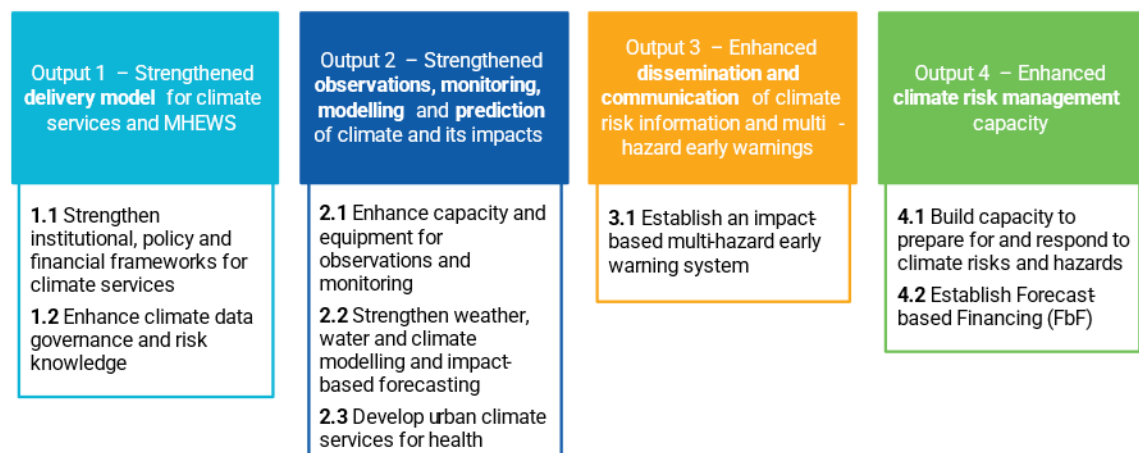 Output 1 – Strengthened
delivery model for climate
services and MHEWS
1.1 Strengthen
institutional, policy and
financial frameworks for
climate services
1.2 Enhance climate data
governance and risk
knowledge
Output 2 – Strengthened
observations, monitoring,
modelling and prediction
of climate and its impacts
2.1 Enhance capacity and
equipment for
observations and
monitoring
2.2 Strengthen weather,
water and climate
modelling and impact-
based forecasting
2.3 Develop urban climate
services for health
Output 3 – Enhanced
dissemination and
communication of climate
risk information and multi -
hazard early warnings
3.1 Establish an impact-
based multi-hazard early
warning system
Output 4 – Enhanced
climate risk management
capacity
4.1 Build capacity to
prepare for and respond to
climate risks and hazards
4.2 Establish Forecast-
based Financing (FbF)